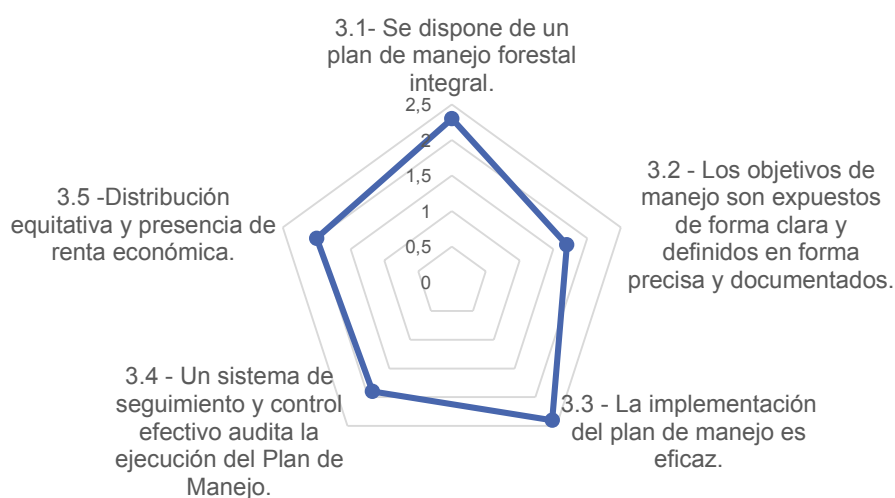 3.1- Se dispone de un
plan de manejo forestal
integral.
2,5
2
1,5
1
0,5
0
3.2 - Los objetivos de
manejo son expuestos
de forma clara y
definidos en forma
precisa y documentados.
3.3 - La implementación
del plan de manejo es
eficaz.
3.4 - Un sistema de
seguimiento y control
efectivo audita la
ejecución del Plan de
Manejo.
3.5 -Distribución
equitativa y presencia de
renta económica.